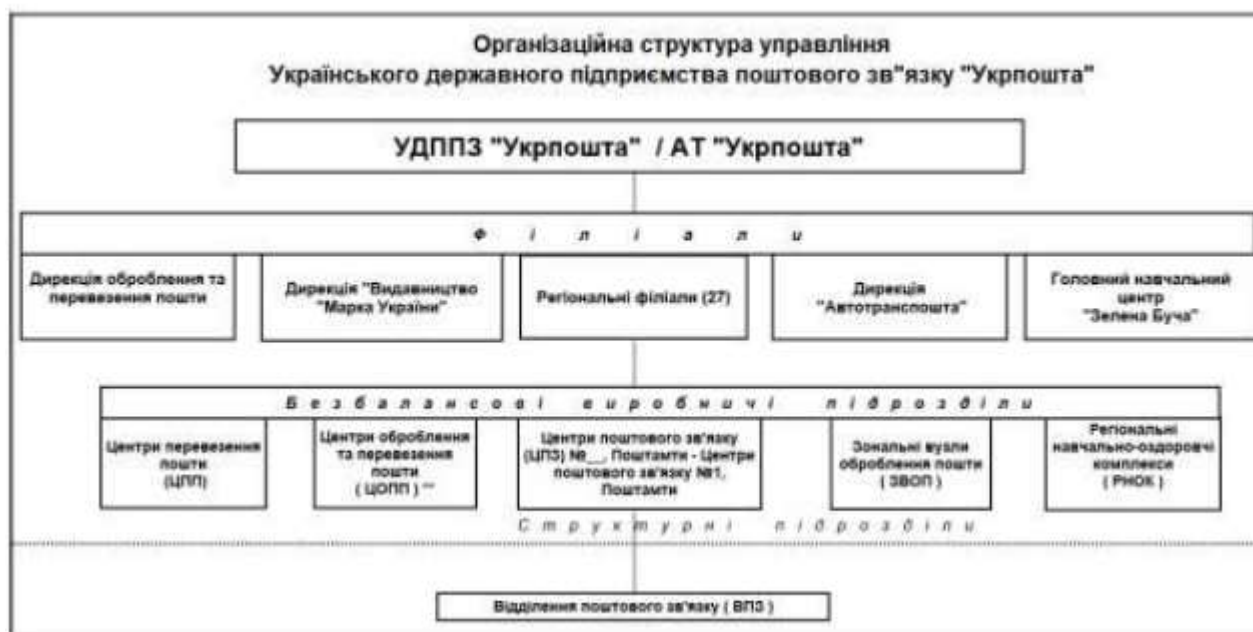 Організаційна структура управління
Українського державного підприємства поштового зв"язку "Укрпошта"
УДППЗ "Укрпошта" / АТ "Укрпошта"
Ф і л і а л и
Дирекція оброблення та
перевезення пошти
Дирекція "Видавництво
"Марка України"
Регіональні філіали (27)
Дирекція
"Автотранспошта"
Головний навчальний
центр
"Зелена Буча"
Б е з б а л а н с о в і в и р о б н и ч і п і д р о з д і л и
Центри перевезення
пошти
(ЦПП)
Центри оброблення
та перевезення
пошти
( ЦОПП ) **
Центри поштового зв'язку
(ЦПЗ) №__, Поштамти - Центри
поштового зв'язку №1,
Поштамти
Зональні вузли
оброблення пошти
( ЗВОП )
Регіональні
навчально-оздоровчі
комплекси
( РНОК )
С т р у к т у р н і п і д р о з д і л и
Відділення поштового зв'язку ( ВПЗ )